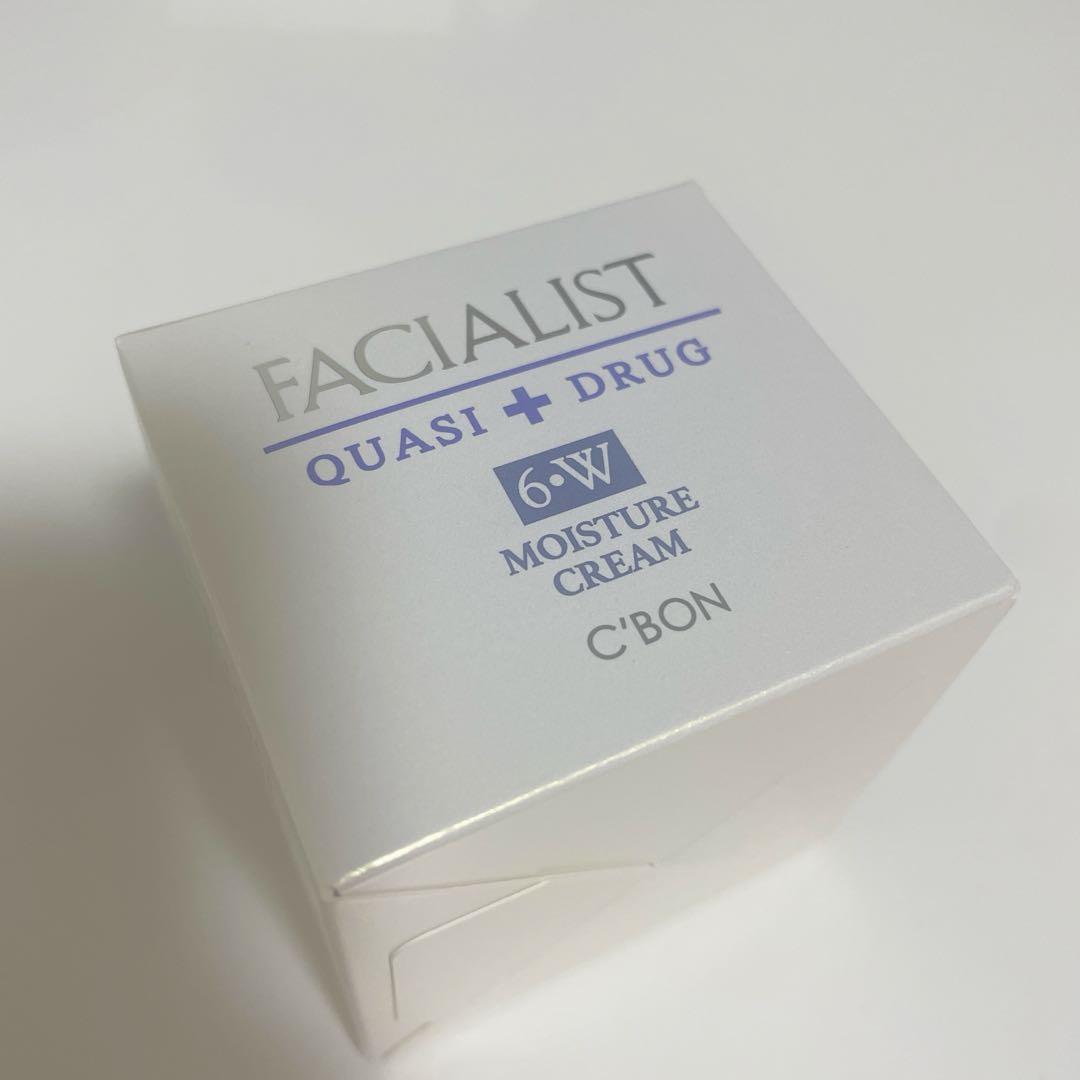 FACIALIST
QUASI + DRUG
6•W
MOISTURE
CREAM
C'BON